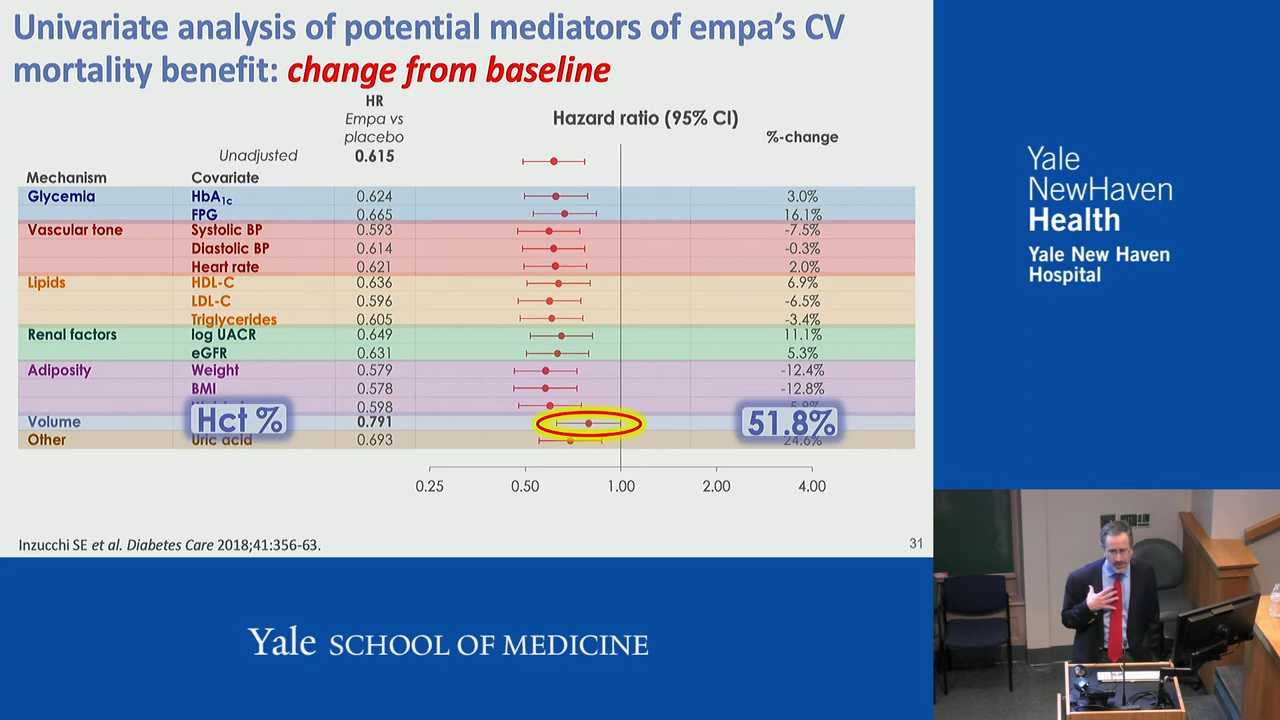 Univariate analysis of potential mediators of empa's CV
mortality benefit: change from baseline
HR
Empa vs
placebo
Hazard ratio (95% CI)
%-change
Unadjusted 0.615
Mechanism Covariate
Glycemia HbA1c 0.624 3.0%
FPG 0.665 16.1%
Vascular tone Systolic BP 0.593 -7.5%
Diastolic BP 0.614 -0.3%
Heart rate 0.621 2.0%
Lipids HDL-C 0.636 6.9%
LDL-C 0.596 -6.5%
Triglycerides 0.605 -3.4%
Renal factors log UACR 0.649 11.1%
eGFR 0.631 5.3%
Adiposity Weight 0.579 -12.4%
BMI 0.578 -12.8%
0.598
Volume Hct % 0.791 51.8%
Other Uric acid 0.693 24.6%
0.25 0.50 1.00 2.00 4.00
Inzucchi SE et al. Diabetes Care 2018;41:356-63.
31
Yale
NewHaven
Health
Yale New Haven
Hospital
Yale SCHOOL OF MEDICINE